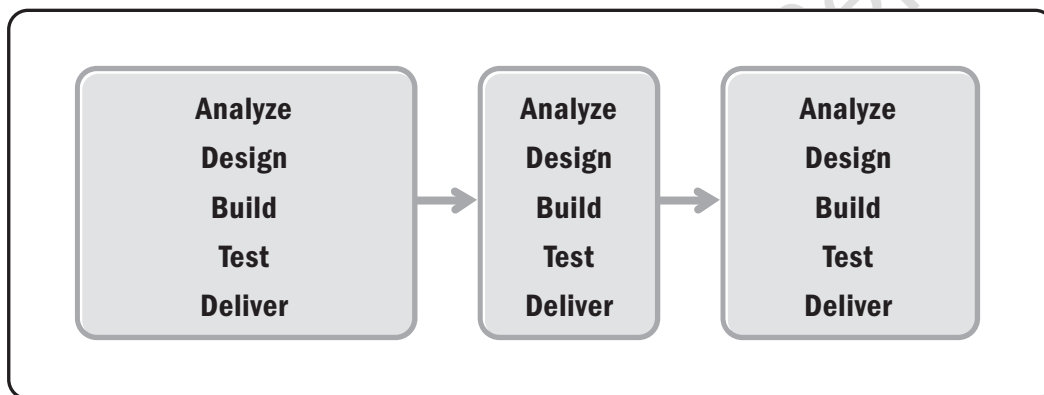 Analyze
Design
Build
Test
Deliver
Analyze
Design
Build
Test
Deliver
Analyze
Design
Build
Test
Deliver